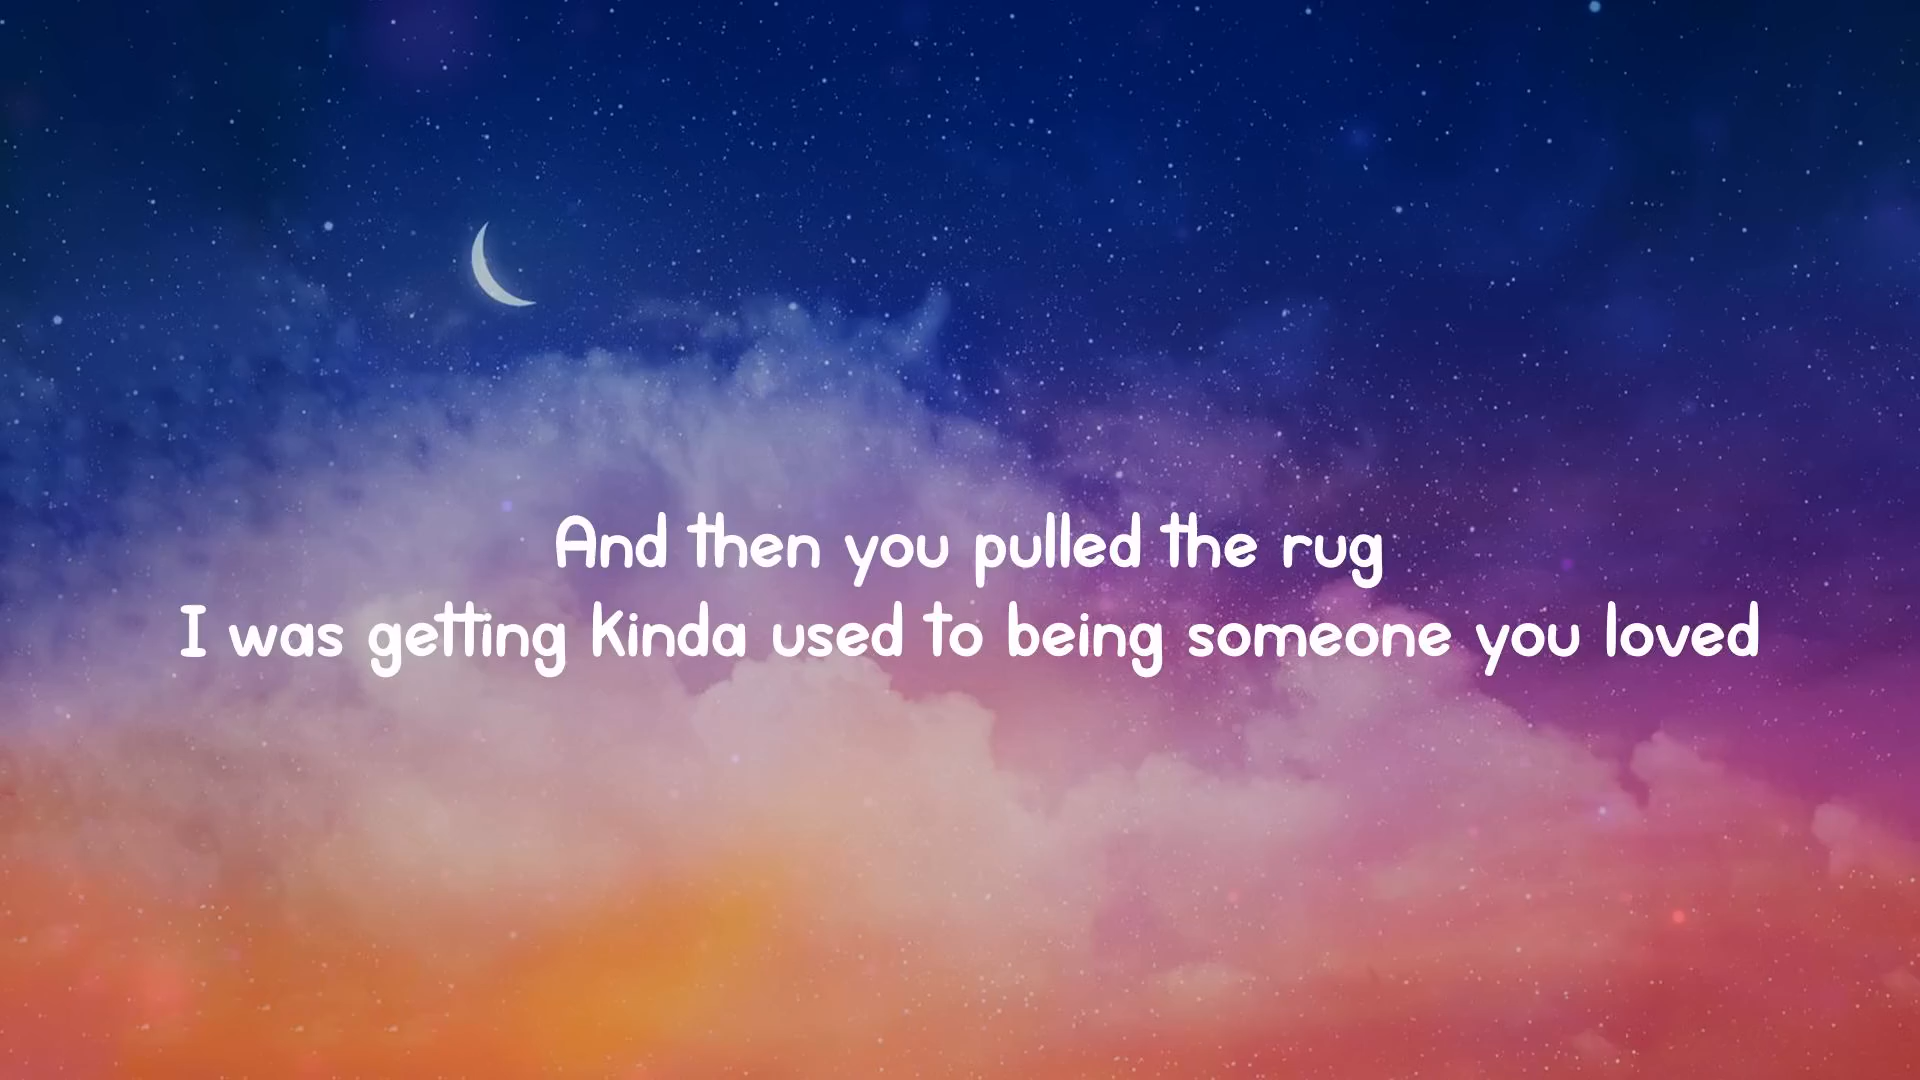 And then you pulled the rug
I was getting kinda used to being someone you loved